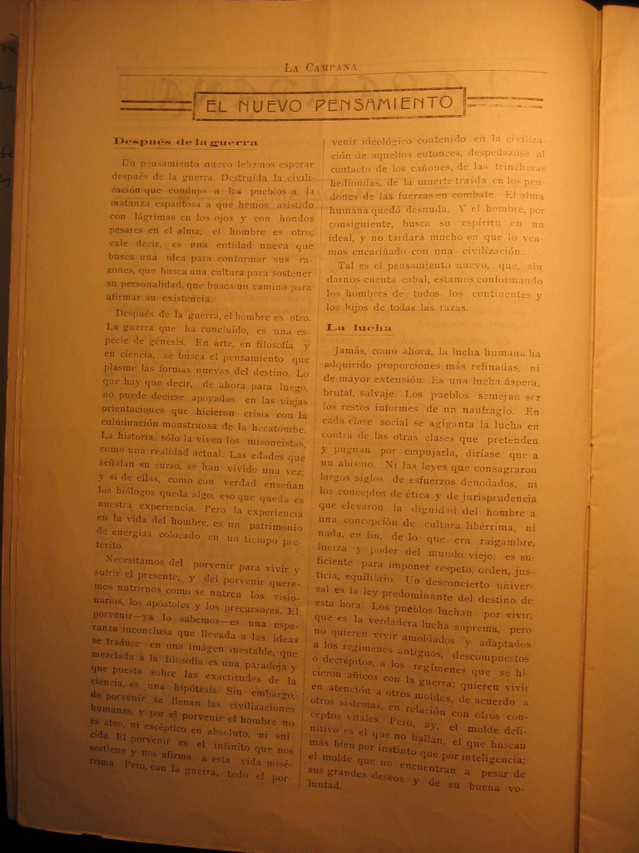 LA CAMPANA
EL NUEVO PENSAMIENTO
Después de la guerra
Un pensamiento nuevo debemos esperar
después de la guerra. Destruida la civili-
zación que condujo a los pueblos a la
matanza espantosa a que hemos asistido
con lágrimas en los ojos y con hondos
pesares en el alma, el hombre es otro;
vale decir, es una entidad nueva que
busca una idea para conformar sus ra-
zones, que busca una cultura para sostener
su personalidad, que busca un camino para
afirmar su existencia.
Después de la guerra, el hombre es otro.
La guerra que ha concluído, es una es-
pecie de génesis. En arte, en filosofía y
en ciencia, se busca el pensamiento que
plasme las formas nuevas del destino. Lo
que hay que decir, de ahora para luego,
no puede decirse apoyados en las viejas
orientaciones que hicieron crisis con la
culminación monstruosa de la hecatombe.
La historia, sólo la viven los misoneistas,
como una realidad actual. Las edades que
señalan su curso, se han vivido una vez;
y si de ellas, como con verdad enseñan
los biólogos queda algo, eso que queda es
nuestra experiencia. Pero la experiencia
en la vida del hombre, es un patrimonio
de energías colocado en un tiempo pre-
térito.
Necesitamos del porvenir para vivir y
sufrir el presente, y del porvenir quere-
mos nutrirnos como se nutren los visio-
narios, los apóstoles y los precursores. El
porvenir—ya lo sabemos—es una espe-
ranza inconclusa que llevada a las ideas
se traduce en una imágen inestable, que
mezclada a la filosofía es una paradoja y
que puesta sobre las exactitudes de la
ciencia, es una hipótesis. Sin embargo,
de porvenir se llenan las civilizaciones
humanas, y por el porvenir el hombre no
es ateo, ni escéptico en absoluto, ni sui
cida. El porvenir es el infinito que nos
sostiene y nos afirma a esta vida misé-
rrima. Pero, con la guerra, todo el por-
venir ideológico contenido en la civiliza-
ción de aquellos entonces, despedazóse al
contacto de los cañones, de las trincheras
hediondas, de la muerte traída en los pen-
dones de las fuerzas en combate. El alma
humana quedó desnuda. Y el hombre, por
consiguiente, busca su espíritu en un
ideal, y no tardará mucho en que lo vea-
mos encariñado con una civilización.
Tal es el pensamiento nuevo, que, sin
darnos cuenta cabal, estamos conformando
los hombres de todos los continentes y
los hijos de todas las razas.
La lucha
Jamás, como ahora, la lucha humana ha
adquirido proporciones más refinadas, ni
de mayor extensión. Es una lucha áspera,
brutal, salvaje. Los pueblos semejan ser
los restos informes de un naufragio. En
cada clase social se agiganta la lucha en
contra de las otras clases que pretenden
y pugnan por empujarla, diríase que a
un abismo. Ni las leyes que consagraron
largos siglos de esfuerzos denodados, ni
los conceptos de ética y de jurisprudencia
que elevaron la dignidad del hombre a
una concepción de cultura libérrima, ni
nada, en fin, de lo que era raigambre,
fuerza y poder del mundo viejo, es su-
ficiente para imponer respeto, orden, jus-
ticia, equilibrio. Un desconcierto univer-
sal es la ley predominante del destino de
esta hora. Los pueblos luchan por vivir,
que es la verdadera lucha suprema, pero
no quieren vivir amoldados y adaptados
a los regímenes antiguos, descompuestos
o decrépitos, a los regímenes que se hi-
cieron añicos con la guerra; quieren vivir
en atención a otros moldes, de acuerdo a
otros sistemas, en relación con otros con-
ceptos vitales. Pero, ay, el molde defi-
nitivo es el que no hallan, el que buscan
más bien por instinto que por inteligencia;
el molde que no encuentran a pesar de
sus grandes deseos y de su buena vo-
luntad.